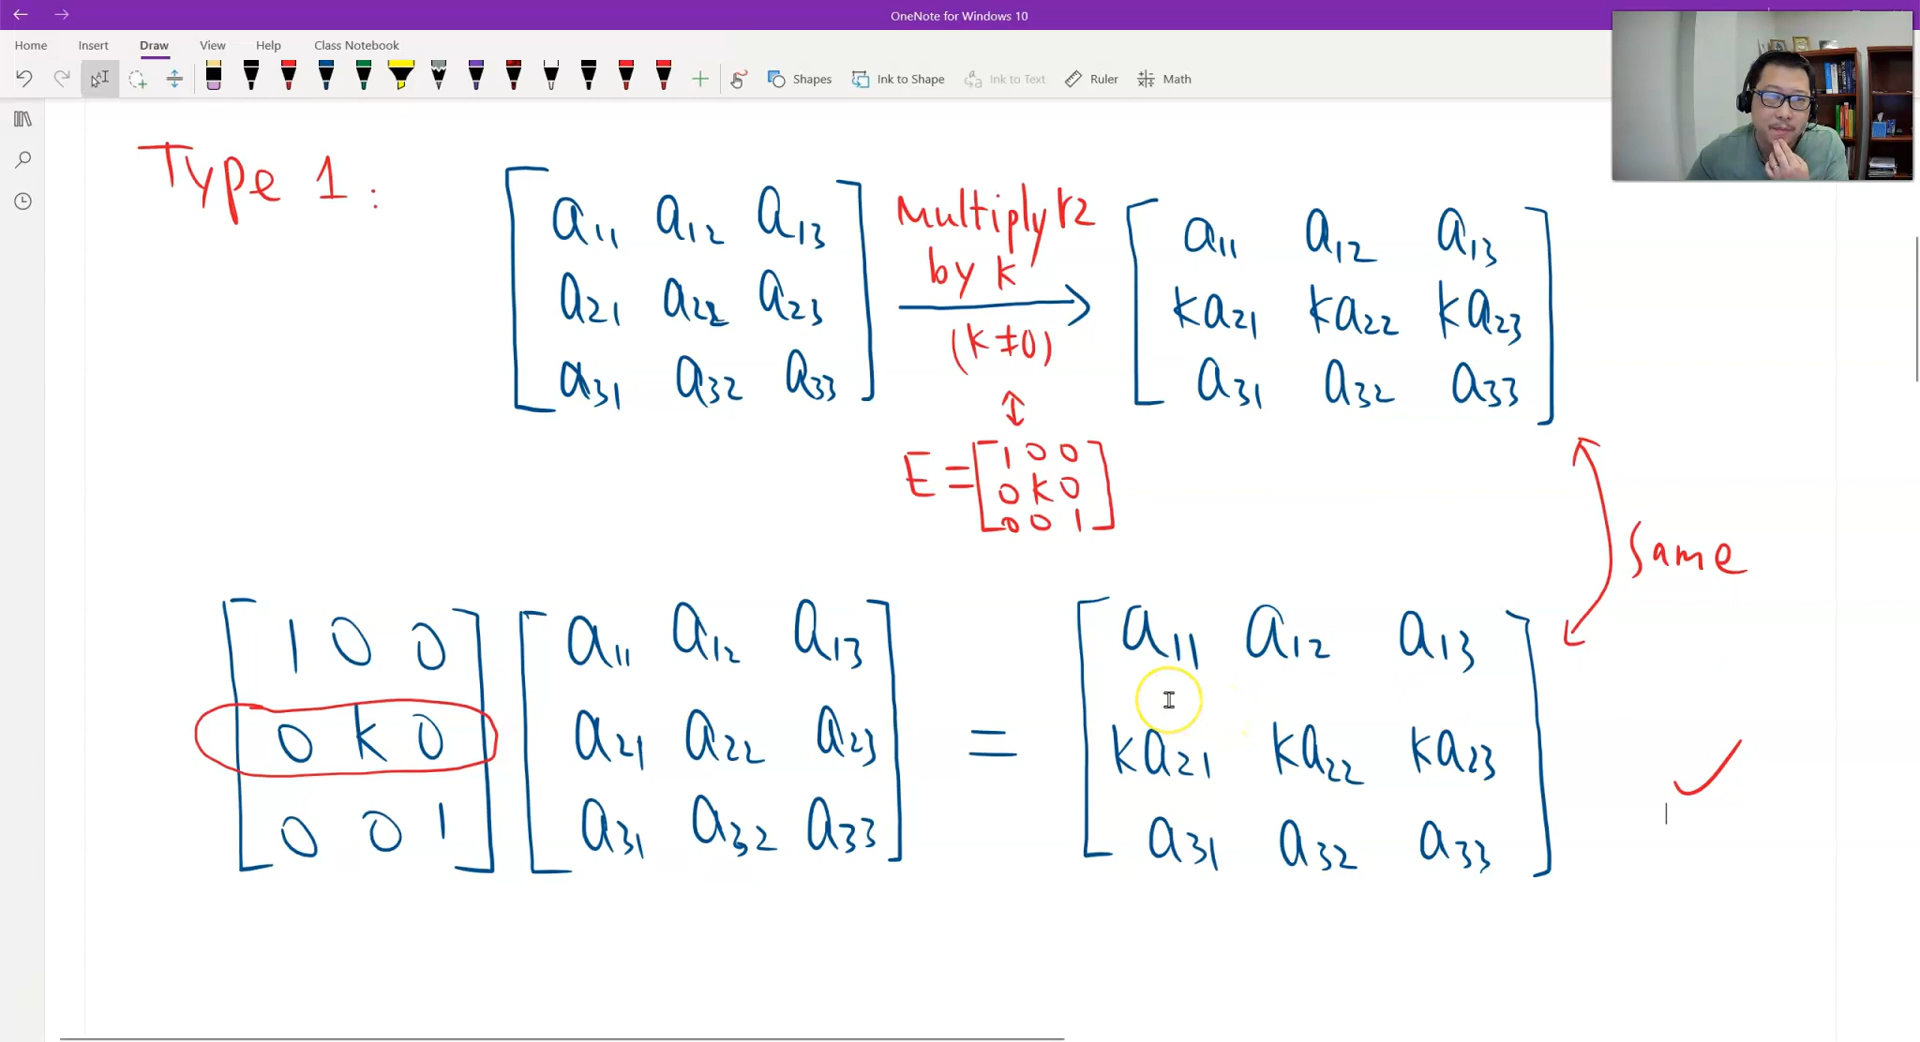 OneNote for Windows 10
Home Insert Draw View Help Class Notebook
Shapes Ink to Shape Ink to Text Ruler Math
Type 1:
a11 a12 a13
a21 a22 a23
a31 a32 a33
Multiply r2
by k
(k≠0)
a11 a12 a13
ka21 ka22 ka23
a31 a32 a33
E = 1 0 0
0 k 0
0 0 1
Same
1 0 0 a11 a12 a13 a11 a12 a13
0 k 0 a21 a22 a23 = ka21 ka22 ka23
0 0 1 a31 a32 a33 a31 a32 a33